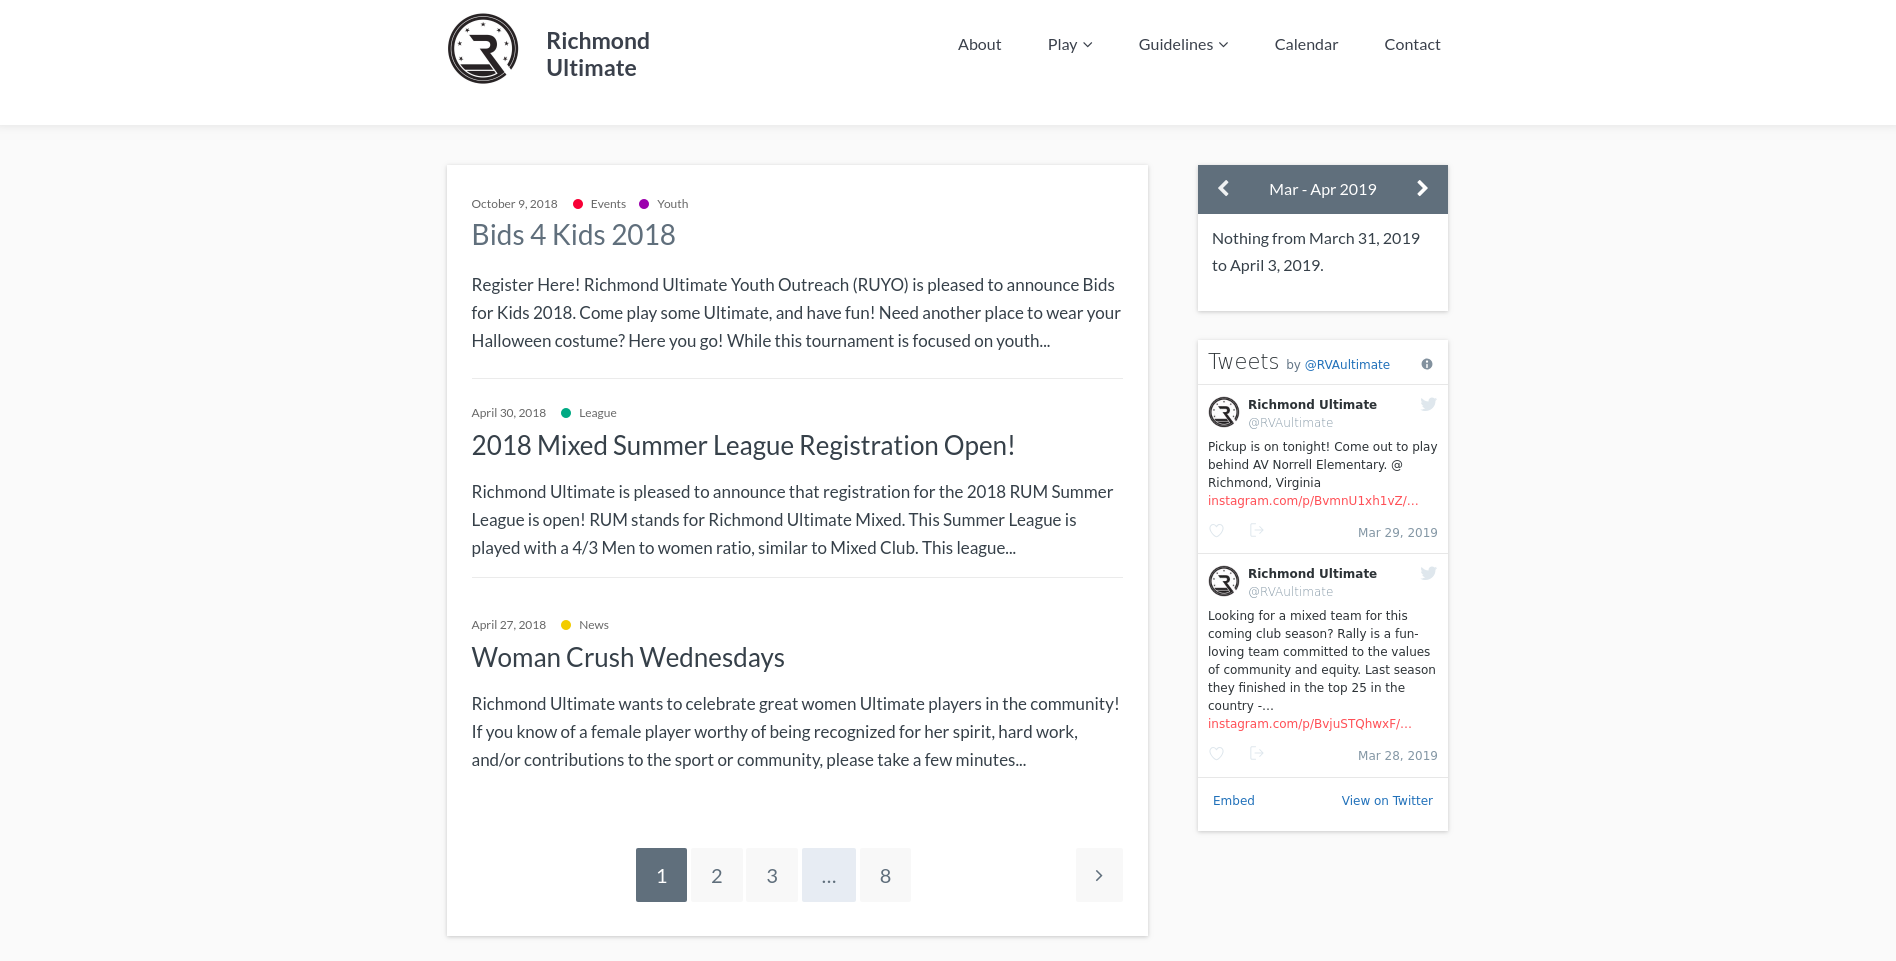 Richmond
Ultimate
About
Play
Guidelines
Calendar
Contact
October 9, 2018
Events
Youth
Bids 4 Kids 2018
Register Here! Richmond Ultimate Youth Outreach (RUYO) is pleased to announce Bids
for Kids 2018. Come play some Ultimate, and have fun! Need another place to wear your
Halloween costume? Here you go! While this tournament is focused on youth...
April 30, 2018
League
2018 Mixed Summer League Registration Open!
Richmond Ultimate is pleased to announce that registration for the 2018 RUM Summer
League is open! RUM stands for Richmond Ultimate Mixed. This Summer League is
played with a 4/3 Men to women ratio, similar to Mixed Club. This league...
April 27, 2018
News
Woman Crush Wednesdays
Richmond Ultimate wants to celebrate great women Ultimate players in the community!
If you know of a female player worthy of being recognized for her spirit, hard work,
and/or contributions to the sport or community, please take a few minutes...
1
2
3
...
8
Mar - Apr 2019
Nothing from March 31, 2019
to April 3, 2019.
Tweets by @RVAultimate
Richmond Ultimate
@RVAultimate
Pickup is on tonight! Come out to play
behind AV Norrell Elementary. @
Richmond, Virginia
instagram.com/p/BvmnU1xh1vZ/...
Mar 29, 2019
Richmond Ultimate
@RVAultimate
Looking for a mixed team for this
coming club season? Rally is a fun-
loving team committed to the values
of community and equity. Last season
they finished in the top 25 in the
country -...
instagram.com/p/BvjuSTQhwxF/...
Mar 28, 2019
Embed
View on Twitter